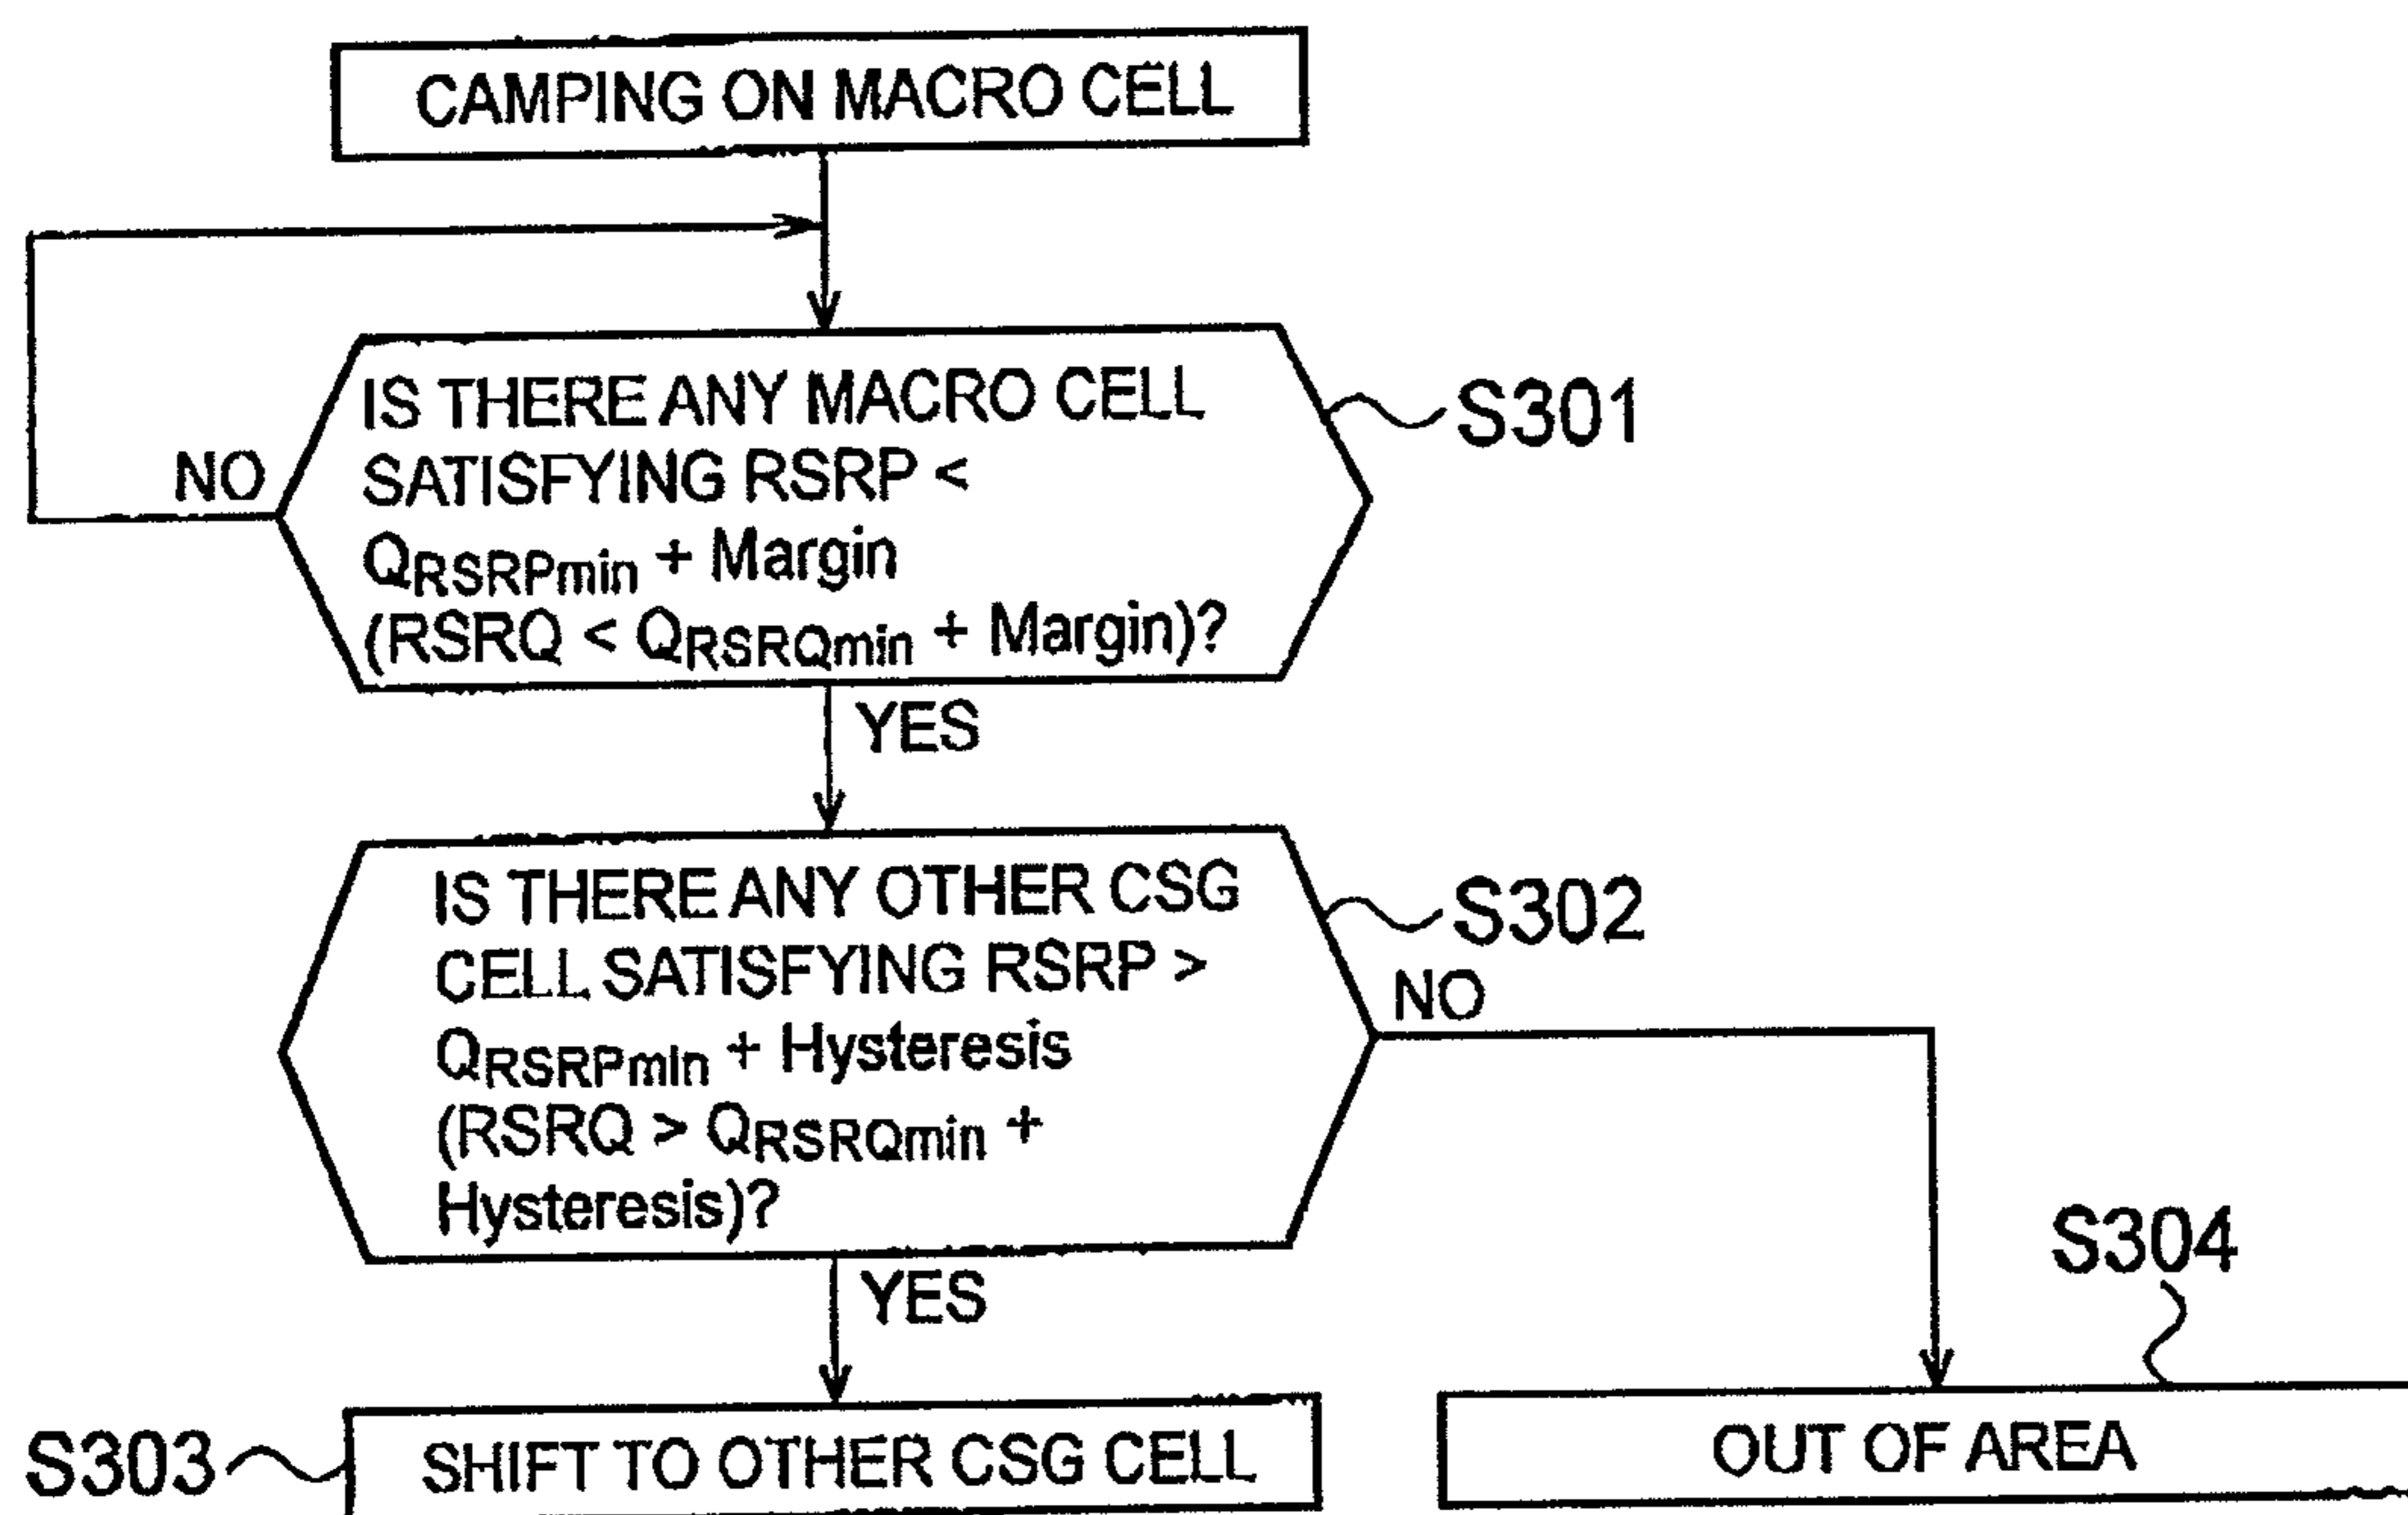 CAMPING ON MACRO CELL
IS THERE ANY MACRO CELL
SATISFYING RSRP <
QRSRPmin + Margin
(RSRQ < QRSRQmin + Margin)?
S301
NO
YES
IS THERE ANY OTHER CSG
CELL SATISFYING RSRP >
QRSRPmin + Hysteresis
(RSRQ > QRSRQmin +
Hysteresis)?
S302
NO
YES
S304
S303
SHIFT TO OTHER CSG CELL
OUT OF AREA